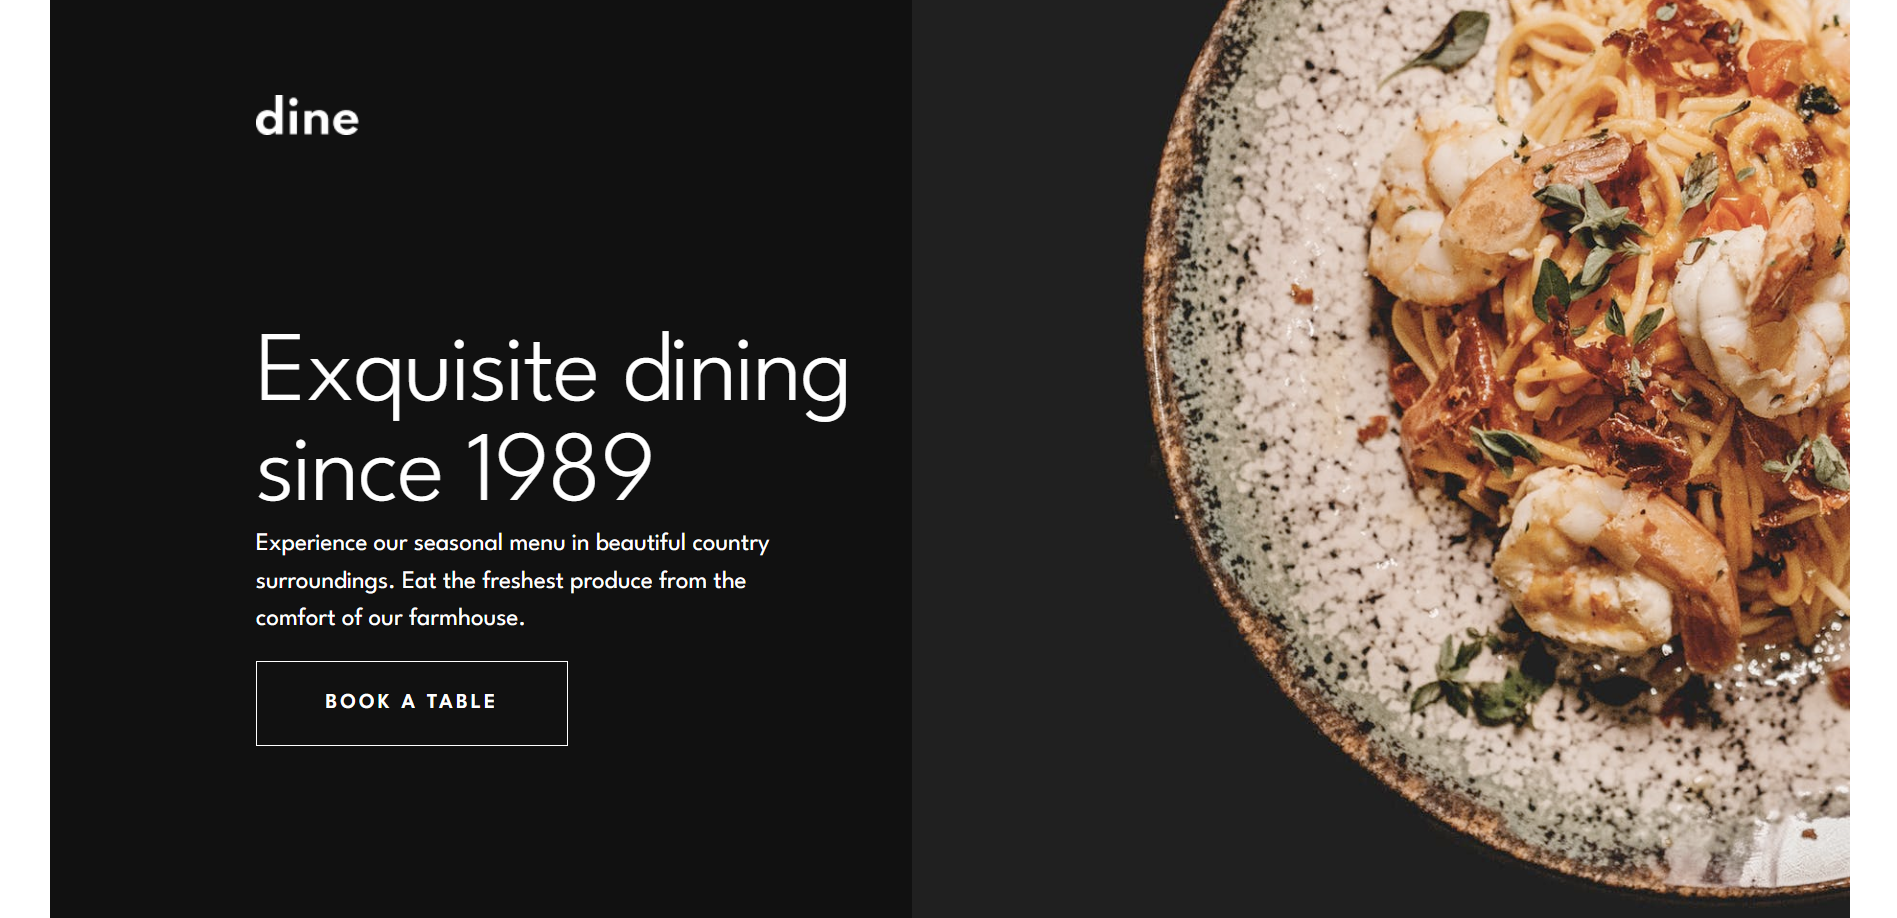 dine
Exquisite dining
since 1989
Experience our seasonal menu in beautiful country
surroundings. Eat the freshest produce from the
comfort of our farmhouse.
BOOK A TABLE